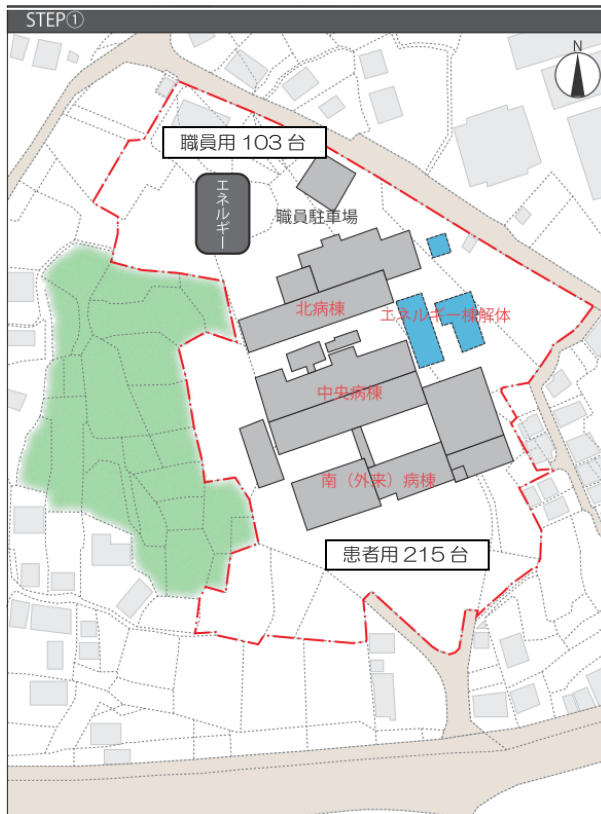 STEP①
N
職員用 103 台
エネルギー
職員駐車場
北病棟
エネルギー棟解体
中央病棟
南（外来）病棟
患者用 215 台